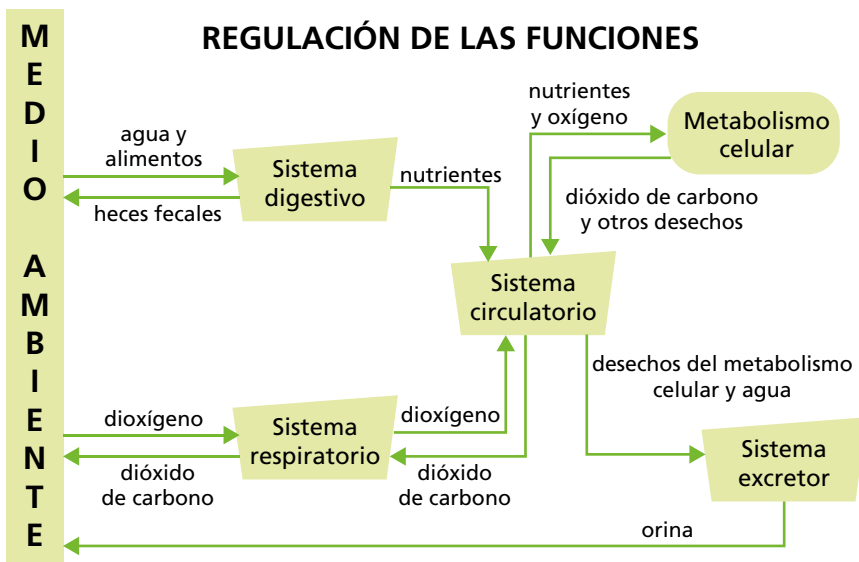 REGULACIÓN DE LAS FUNCIONES
MEDIO AMBIENTE
agua y
alimentos
heces fecales
Sistema
digestivo
nutrientes
nutrientes
y oxígeno
Metabolismo
celular
dióxido de carbono
y otros desechos
Sistema
circulatorio
desechos del metabolismo
celular y agua
dioxígeno
dióxido
de carbono
Sistema
respiratorio
dioxígeno
dióxido
de carbono
Sistema
excretor
orina